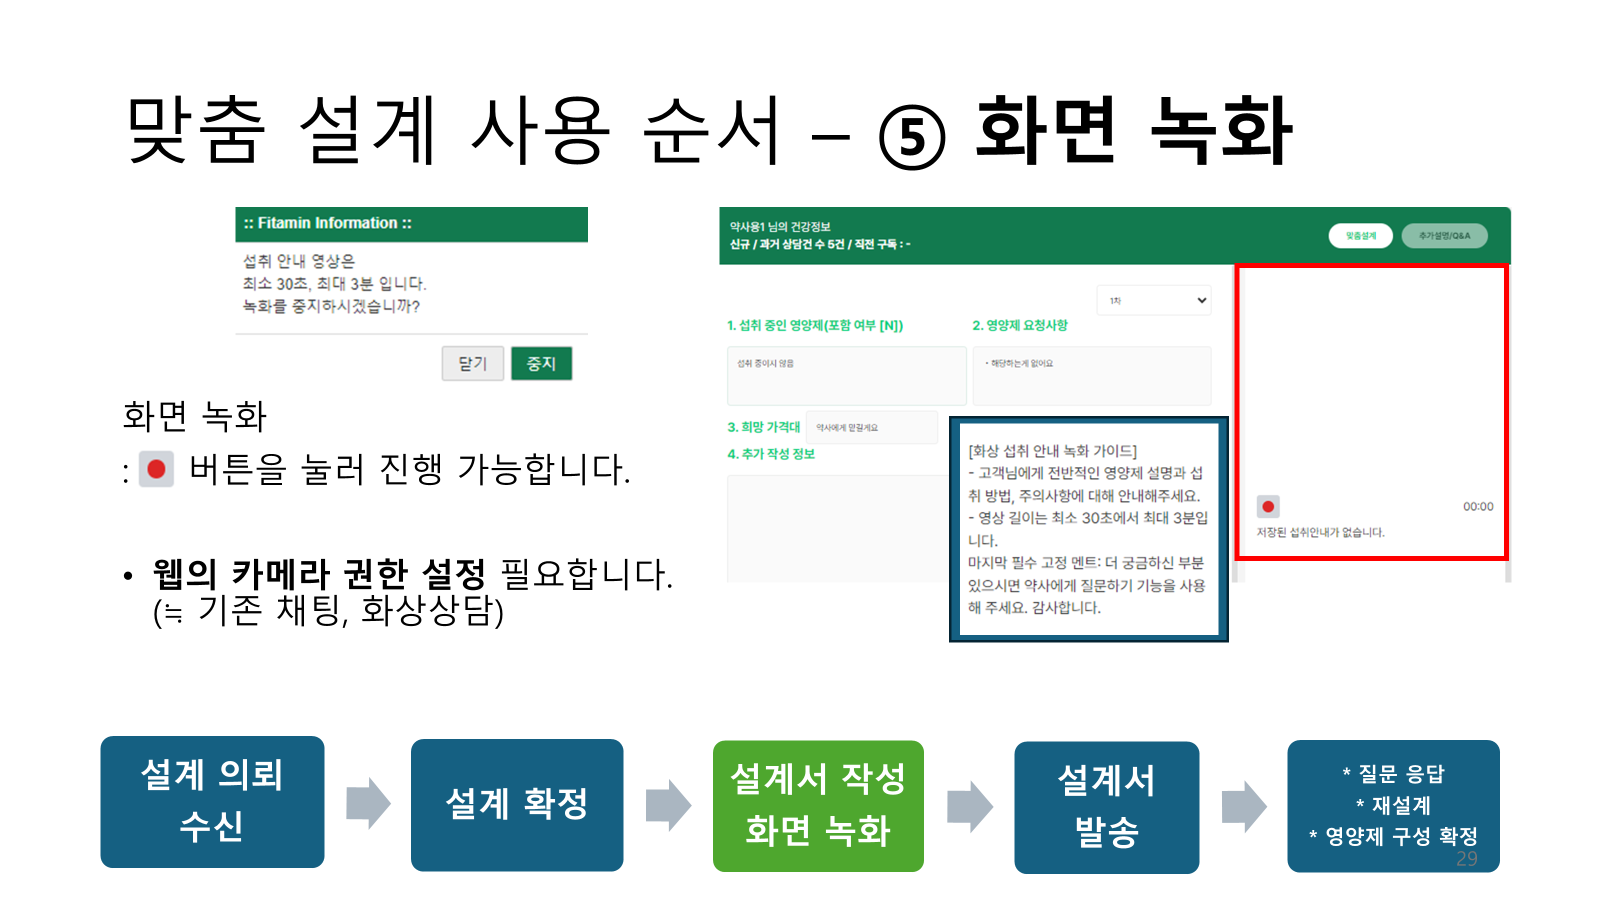 맞춤 설계 사용 순서 – ⑤ 화면 녹화
:: Fitamin Information ::
섭취 안내 영상은
최소 30초, 최대 3분 입니다.
녹화를 중지하시겠습니까?
닫기
중지
화면 녹화
: 버튼을 눌러 진행 가능합니다.
• 웹의 카메라 권한 설정 필요합니다.
(≒ 기존 채팅, 화상상담)
약사용1 님의 건강정보
신규 / 과거 상담건 수 5건 / 직전 구독 : -
맞춤설계
추가설명/Q&A
1차
1. 섭취 중인 영양제(포함 여부 [N])
2. 영양제 요청사항
섭취 중이지 않음
• 해당하는게 없어요
3. 희망 가격대
약사에게 맡길게요
4. 추가 작성 정보
[화상 섭취 안내 녹화 가이드]
- 고객님에게 전반적인 영양제 설명과 섭
취 방법, 주의사항에 대해 안내해주세요.
- 영상 길이는 최소 30초에서 최대 3분입
니다.
마지막 필수 고정 멘트: 더 궁금하신 부분
있으시면 약사에게 질문하기 기능을 사용
해 주세요. 감사합니다.
00:00
저장된 섭취안내가 없습니다.
설계 의뢰
수신
설계 확정
설계서 작성
화면 녹화
설계서
발송
* 질문 응답
* 재설계
* 영양제 구성 확정
29